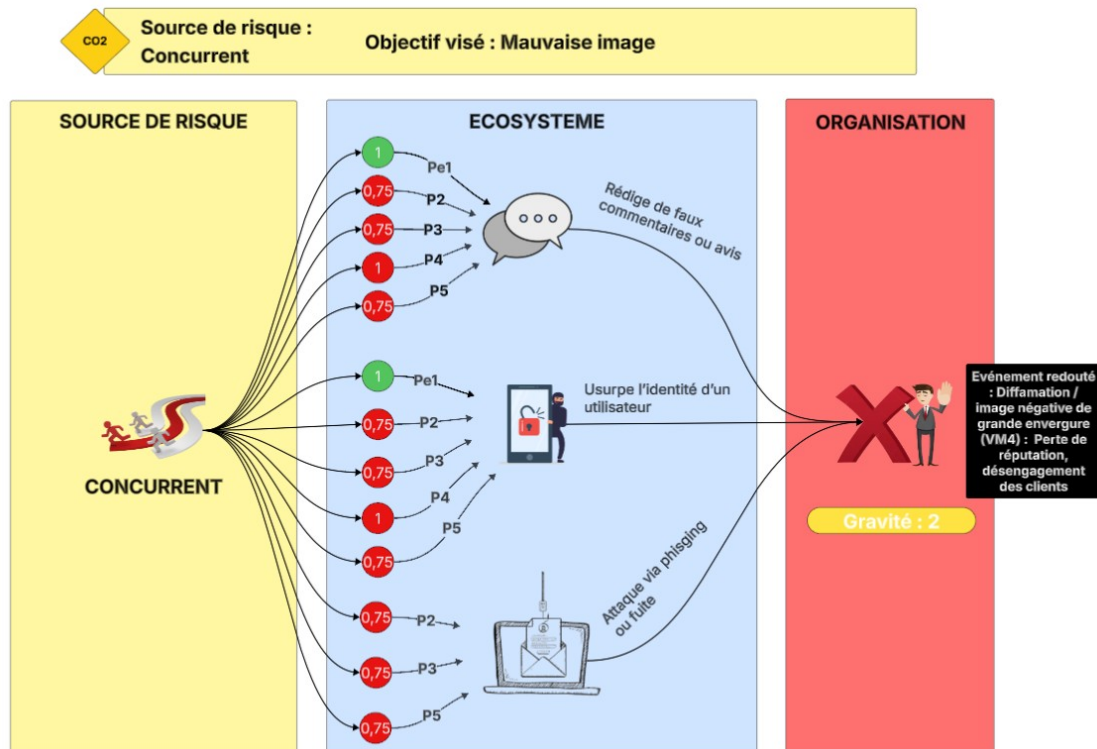 CO2
Source de risque :
Concurrent
Objectif visé : Mauvaise image
SOURCE DE RISQUE
ECOSYSTEME
ORGANISATION
1
Pe1
0,75
P2
0,75
P3
1
P4
0,75
P5
Rédige de faux
commentaires ou avis
1
Pe1
0,75
P2
0,75
P3
1
P4
0,75
P5
Usurpe l'identité d'un
utilisateur
CONCURRENT
0,75
P2
0,75
P3
0,75
P5
Attaque via phisging
ou fuite
Evénement redouté
: Diffamation /
image négative de
grande envergure
(VM4) : Perte de
réputation,
désengagement
des clients
Gravité : 2